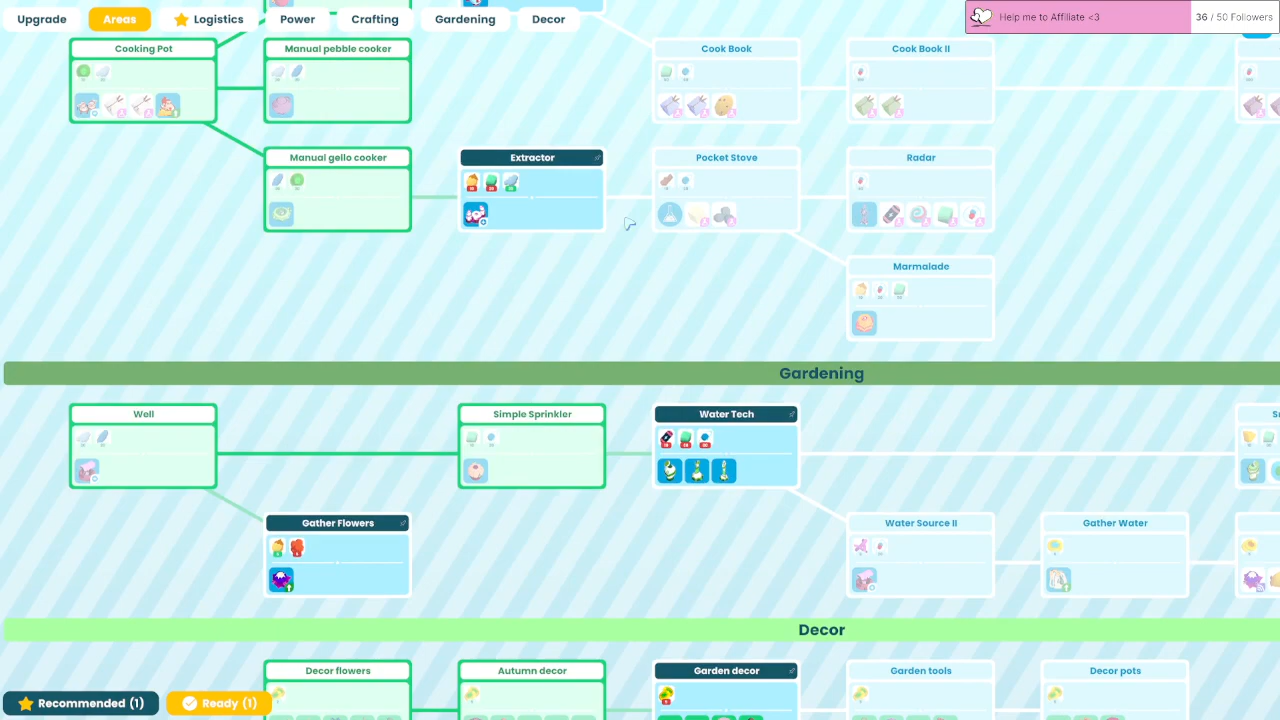 Upgrade
Areas
Logistics
Power
Crafting
Gardening
Decor
Help me to Affiliate <3
36 / 50 Followers
Cooking Pot
Manual pebble cooker
Cook Book
Cook Book II
Manual gello cooker
Extractor
Pocket Stove
Radar
Marmalade
Gardening
Well
Simple Sprinkler
Water Tech
Gather Flowers
Water Source II
Gather Water
Decor
Decor flowers
Autumn decor
Garden decor
Garden tools
Decor pots
Recommended (1)
Ready (1)